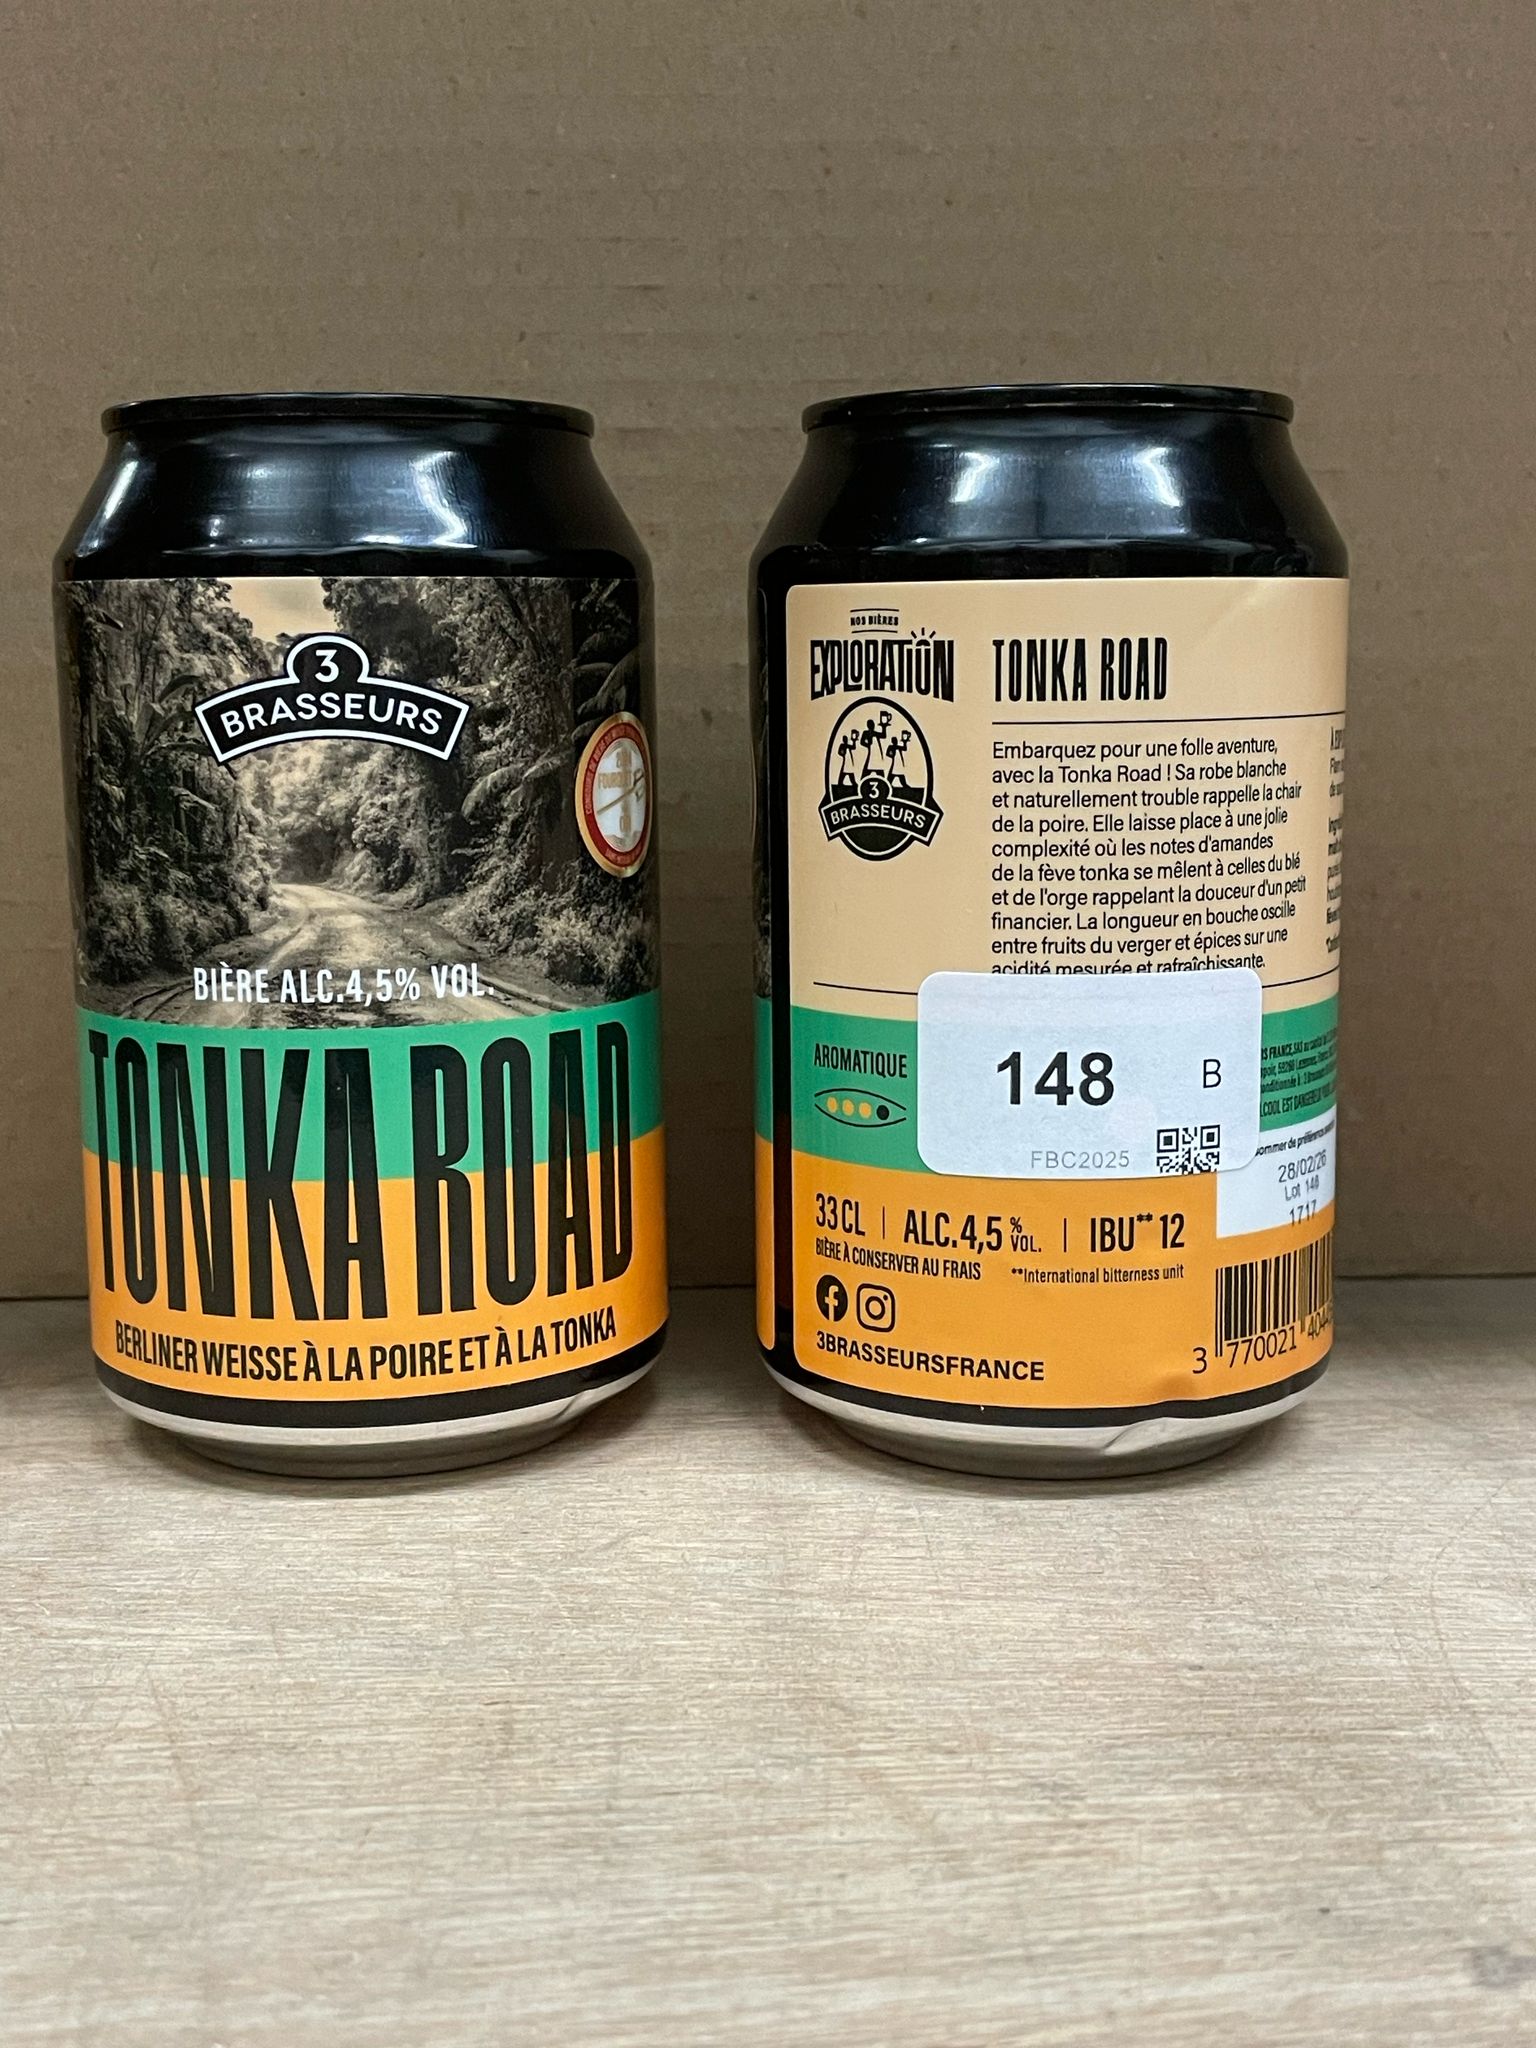 3
BRASSEURS
BIÈRE ALC.4,5% VOL.
TONKA ROAD
BERLINER WEISSE À LA POIRE ET À LA TONKA
NOS BIÈRES
EXPLORATION
3
BRASSEURS
TONKA ROAD
Embarquez pour une folle aventure,
avec la Tonka Road ! Sa robe blanche
et naturellement trouble rappelle la chair
de la poire. Elle laisse place à une jolie
complexité où les notes d'amandes
de la fève tonka se mêlent à celles du blé
et de l'orge rappelant la douceur d'un petit
financier. La longueur en bouche oscille
entre fruits du verger et épices sur une
acidité mesurée et rafraîchissante.
AROMATIQUE
148 B
FBC2025
28/02/26
Lot 148
1717
33CL | ALC.4,5 % VOL. | IBU** 12
BIÈRE À CONSERVER AU FRAIS **International bitterness unit
3BRASSEURSFRANCE
3 770021